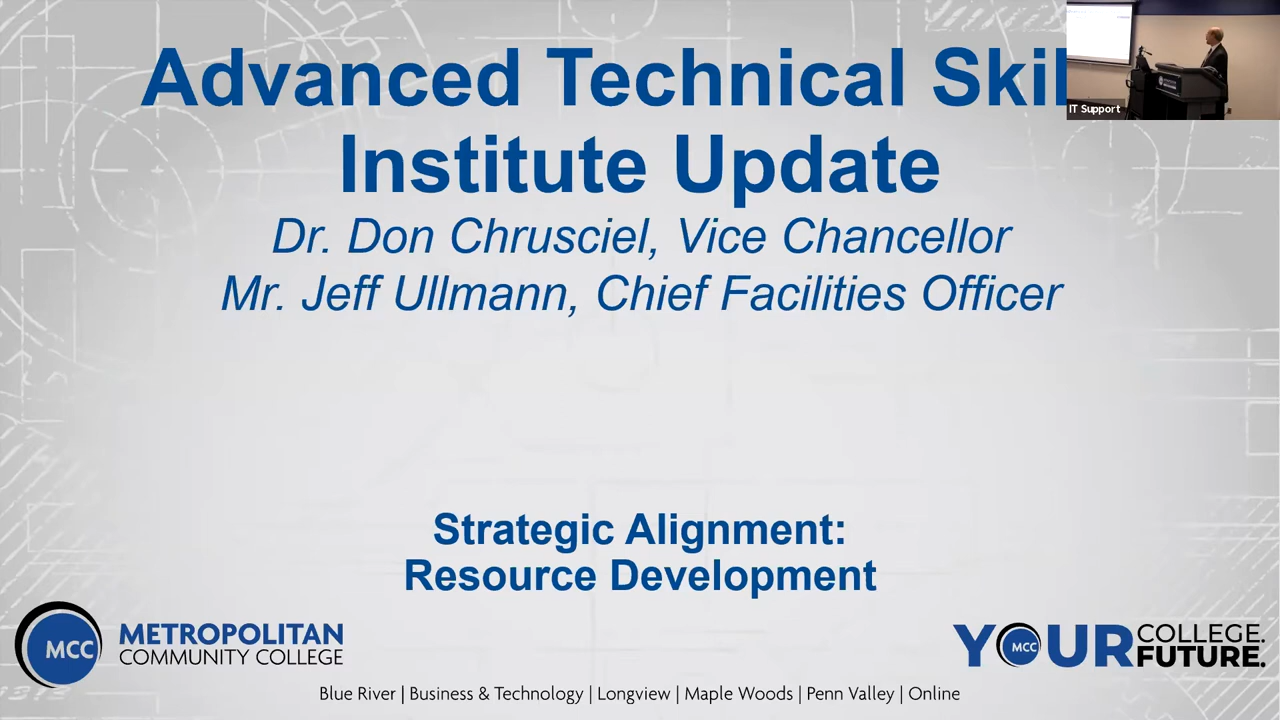 Advanced Technical Skil
Institute Update
Dr. Don Chrusciel, Vice Chancellor
Mr. Jeff Ullmann, Chief Facilities Officer
IT Support
Strategic Alignment:
Resource Development
MCC
METROPOLITAN
COMMUNITY COLLEGE
YOUR
MCC
COLLEGE.
FUTURE.
Blue River | Business & Technology | Longview | Maple Woods | Penn Valley | Online